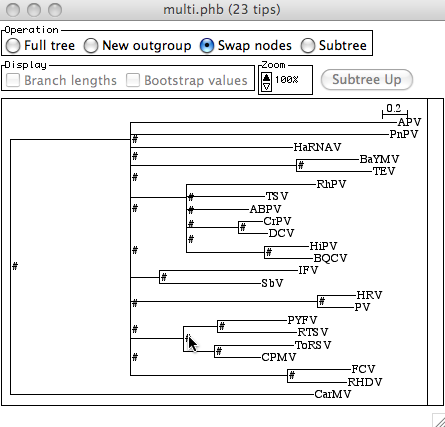 multi.phb (23 tips)
Operation
Full tree New outgroup Swap nodes Subtree
Display Zoom
Branch lengths Bootstrap values 100% Subtree Up
0.2
APV
#
PnPV
HaRNAV
#
BaYMV
#
TEV
#
RhPV
#
TSV
#
ABPV
#
CrPV
#
DCV
#
HiPV
#
BQCV
#
IFV
#
SbV
HRV
#
PV
PYFV
#
RTSV
#
ToRSV
#
CPMV
#
FCV
#
RHDV
CarMV